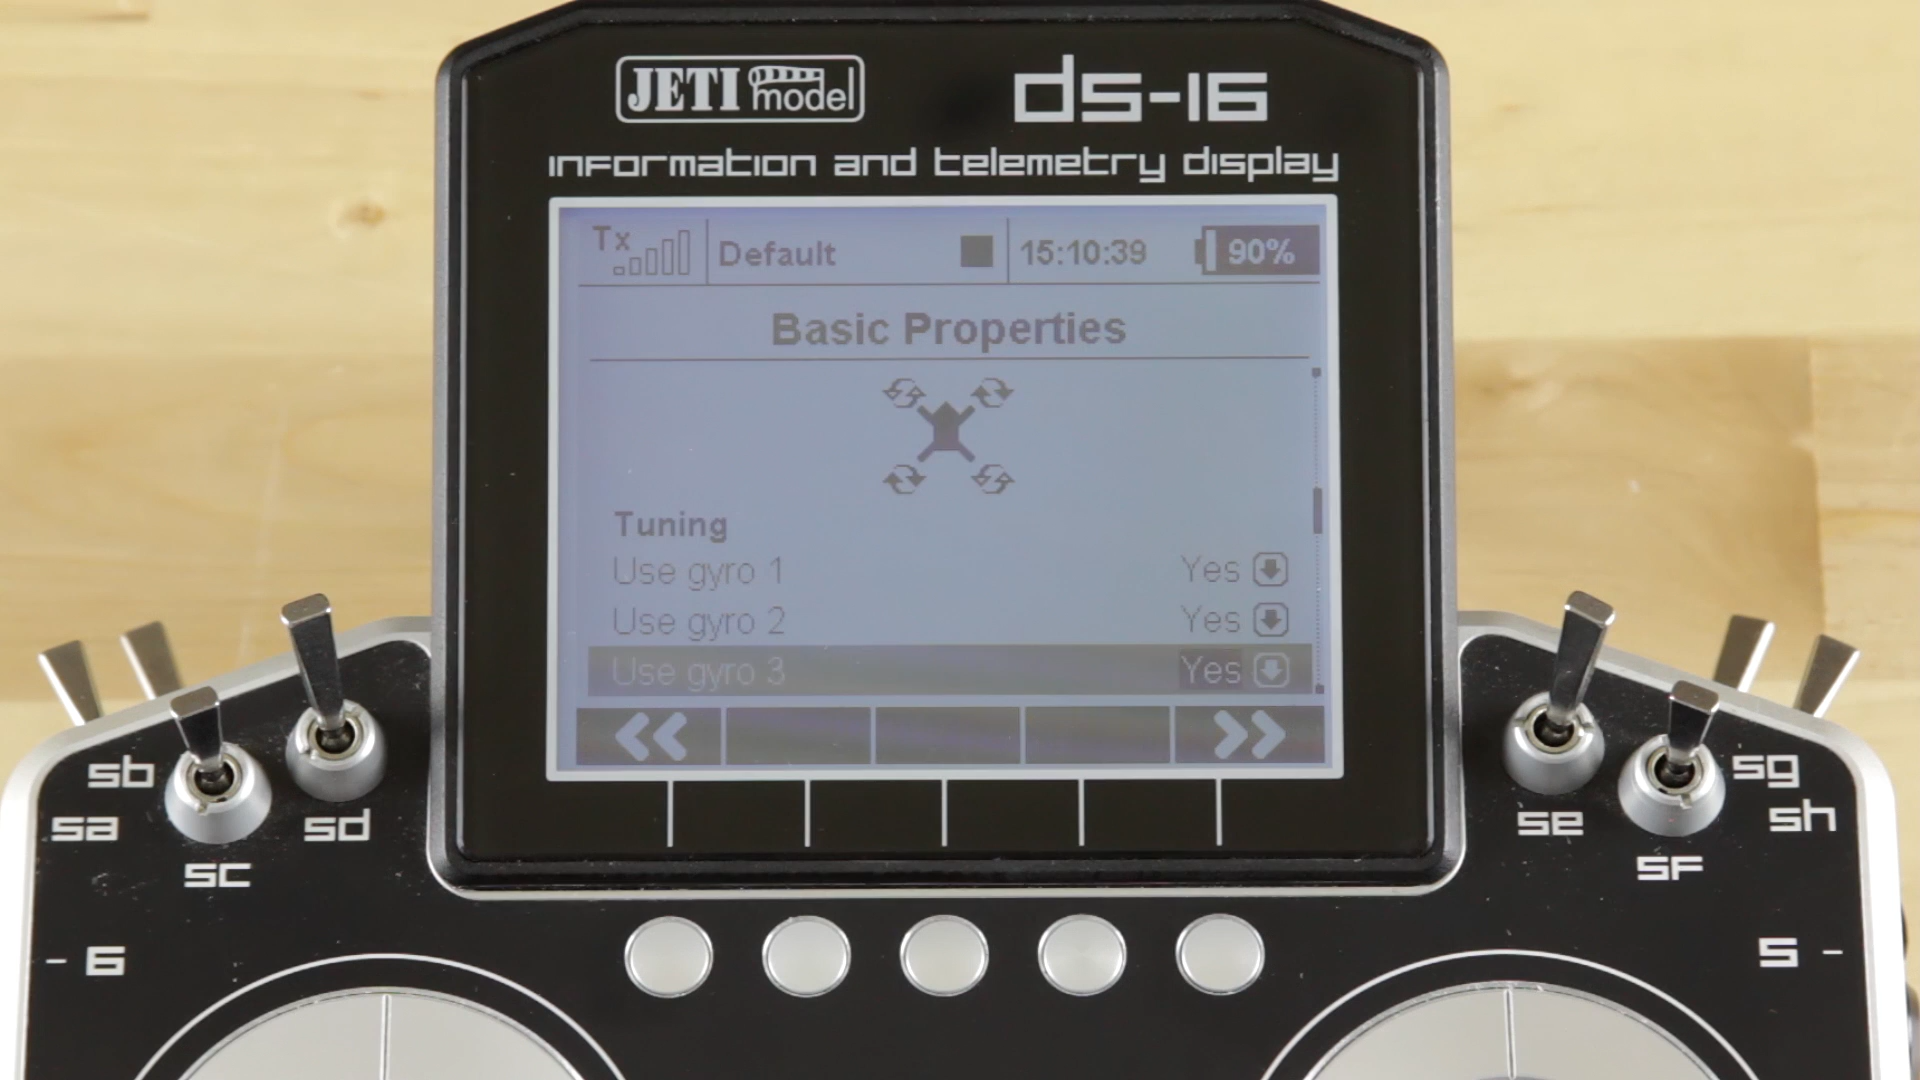 JETI model
ds-16
information and telemetry display
Tx Default 15:10:39 90%
Basic Properties
Tuning
Use gyro 1 Yes
Use gyro 2 Yes
Use gyro 3 Yes
<< >>
sb
sa
sc
sd
se
sf
sg
sh
- 6
5 -